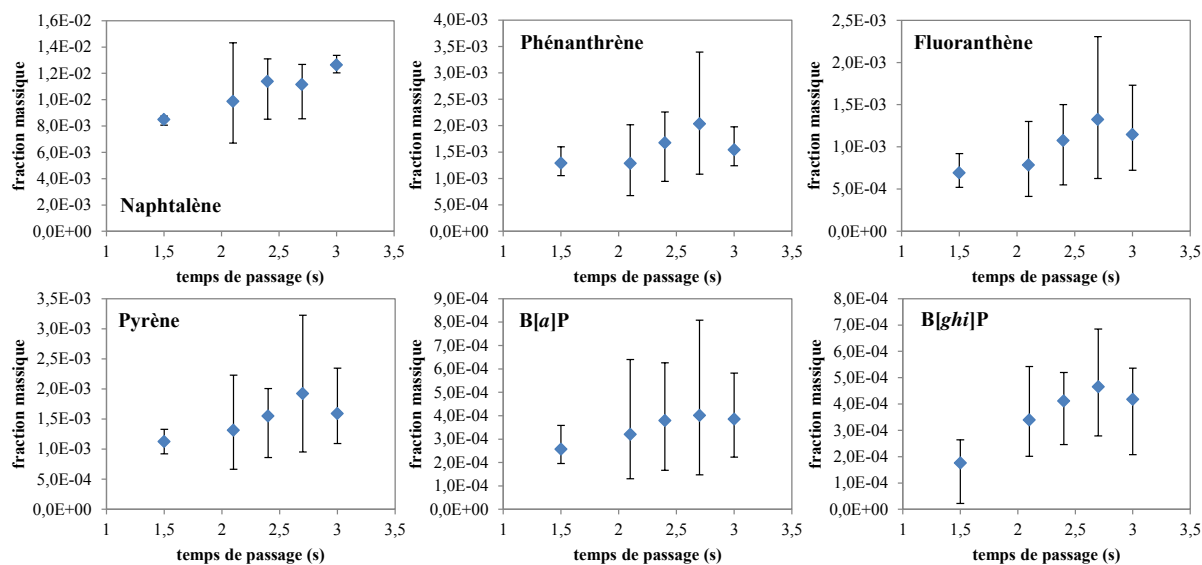 fraction massique
1,6E-02
1,4E-02
1,2E-02
1,0E-02
8,0E-03
6,0E-03
4,0E-03
2,0E-03
0,0E+00
Naphtalène
1 1,5 2 2,5 3 3,5
temps de passage (s)
fraction massique
4,0E-03
3,5E-03
3,0E-03
2,5E-03
2,0E-03
1,5E-03
1,0E-03
5,0E-04
0,0E+00
Phénanthrène
1 1,5 2 2,5 3 3,5
temps de passage (s)
fraction massique
2,5E-03
2,0E-03
1,5E-03
1,0E-03
5,0E-04
0,0E+00
Fluoranthène
1 1,5 2 2,5 3 3,5
temps de passage (s)
fraction massique
3,5E-03
3,0E-03
2,5E-03
2,0E-03
1,5E-03
1,0E-03
5,0E-04
0,0E+00
Pyrène
1 1,5 2 2,5 3 3,5
temps de passage (s)
fraction massique
9,0E-04
8,0E-04
7,0E-04
6,0E-04
5,0E-04
4,0E-04
3,0E-04
2,0E-04
1,0E-04
0,0E+00
B[a]P
1 1,5 2 2,5 3 3,5
temps de passage (s)
fraction massique
8,0E-04
7,0E-04
6,0E-04
5,0E-04
4,0E-04
3,0E-04
2,0E-04
1,0E-04
0,0E+00
B[ghi]P
1 1,5 2 2,5 3 3,5
temps de passage (s)